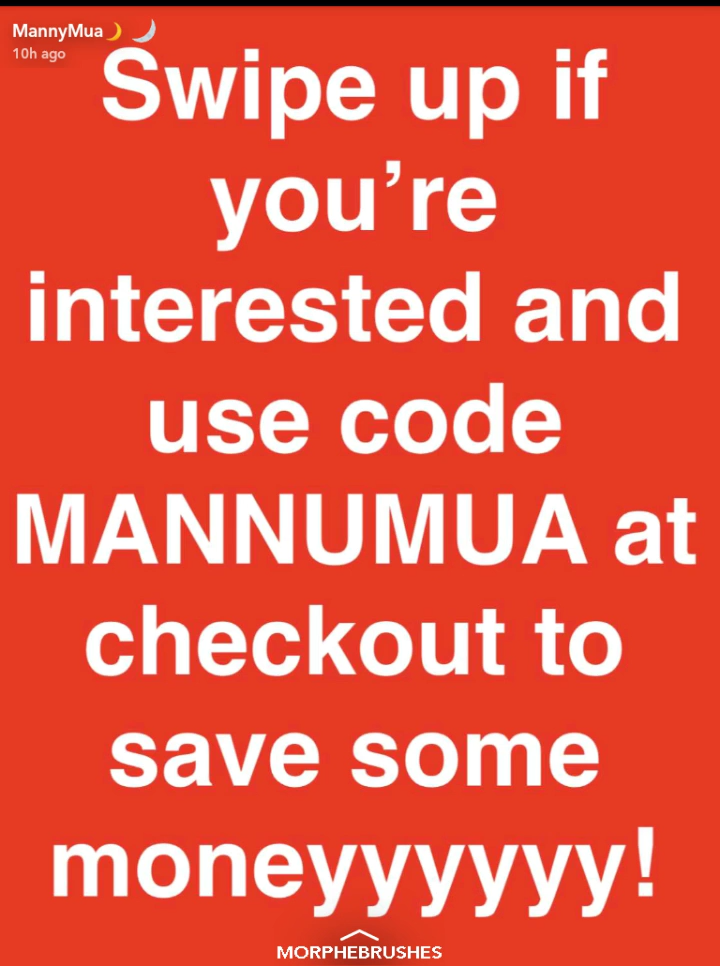 MannyMua🌙 🌙
10h ago
Swipe up if
you’re
interested and
use code
MANNUMUA at
checkout to
save some
moneyyyyyyy!
MORPHEBRUSHES